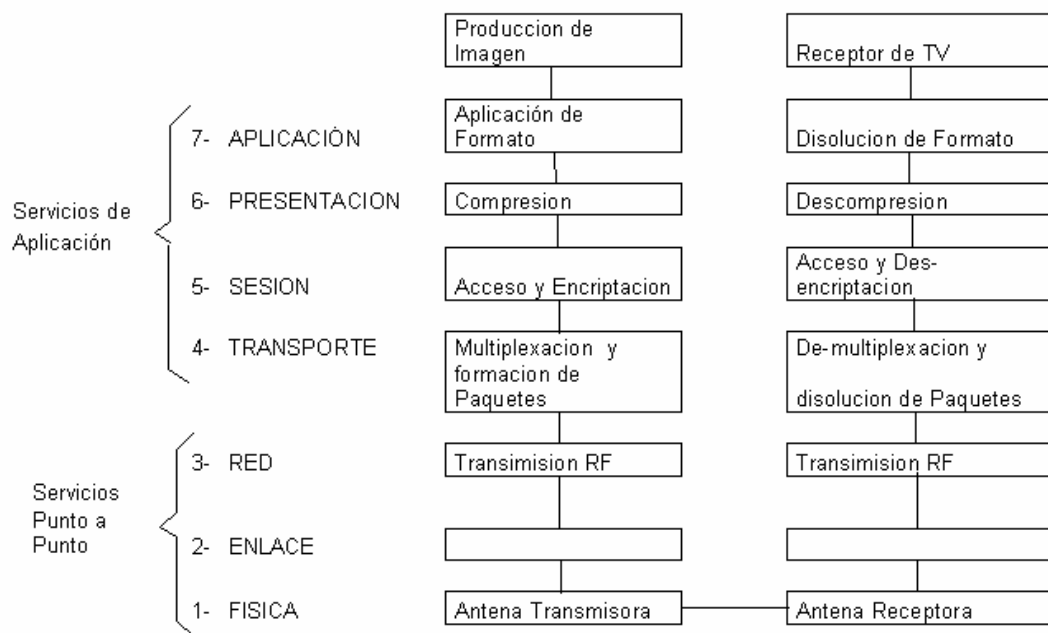 Produccion de
Imagen
Receptor de TV
7- APLICACIÓN
Aplicación de
Formato
Disolucion de Formato
Servicios de
Aplicación
6- PRESENTACION
Compresion
Descompresion
5- SESION
Acceso y Encriptacion
Acceso y Des-
encriptacion
4- TRANSPORTE
Multiplexacion y
formacion de
Paquetes
De-multiplexacion y
disolucion de Paquetes
Servicios
Punto a
Punto
3- RED
Transimision RF
Transimision RF
2- ENLACE
1- FISICA
Antena Transmisora
Antena Receptora